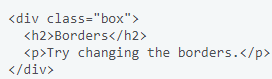 <div class="box">
  <h2>Borders</h2>
  <p>Try changing the borders.</p>
</div>